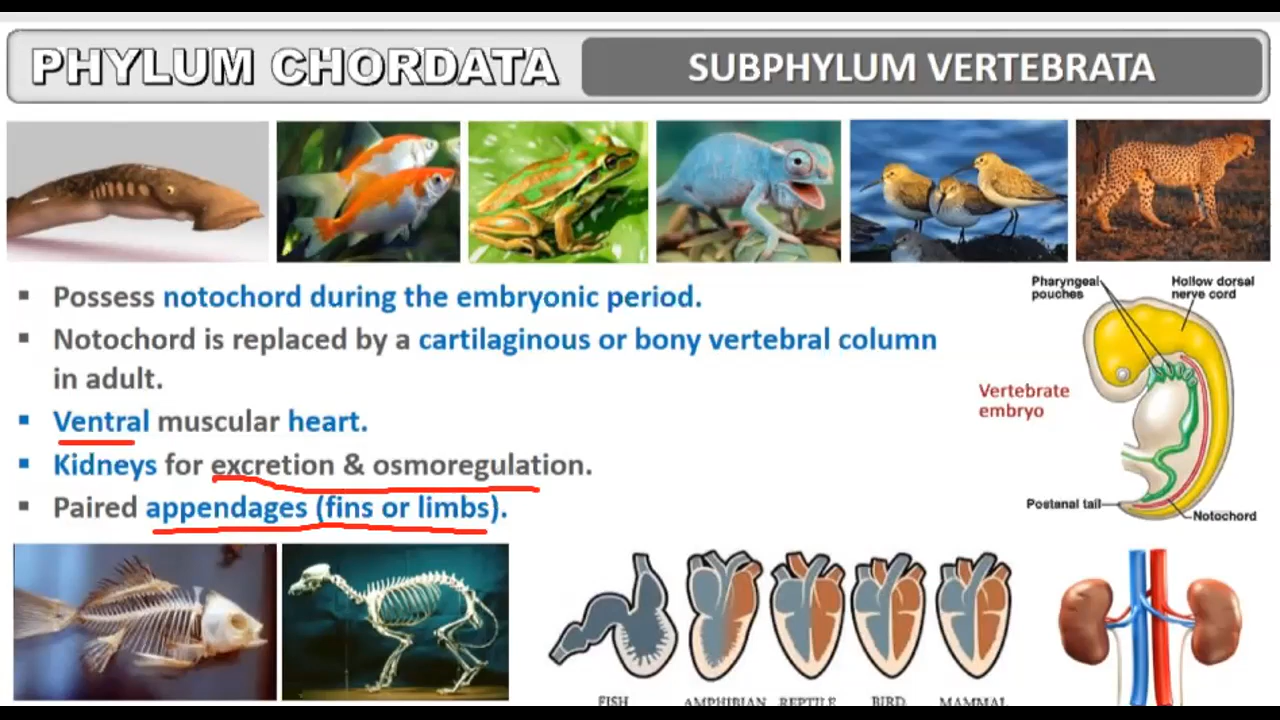 PHYLUM CHORDATA
SUBPHYLUM VERTEBRATA
▪ Possess notochord during the embryonic period.
▪ Notochord is replaced by a cartilaginous or bony vertebral column
in adult.
▪ Ventral muscular heart.
▪ Kidneys for excretion & osmoregulation.
▪ Paired appendages (fins or limbs).
Pharyngeal
pouches
Hollow dorsal
nerve cord
Vertebrate
embryo
Postanal tail
Notochord
FISH
AMPHIBIAN
REPTILE
BIRD
MAMMAL